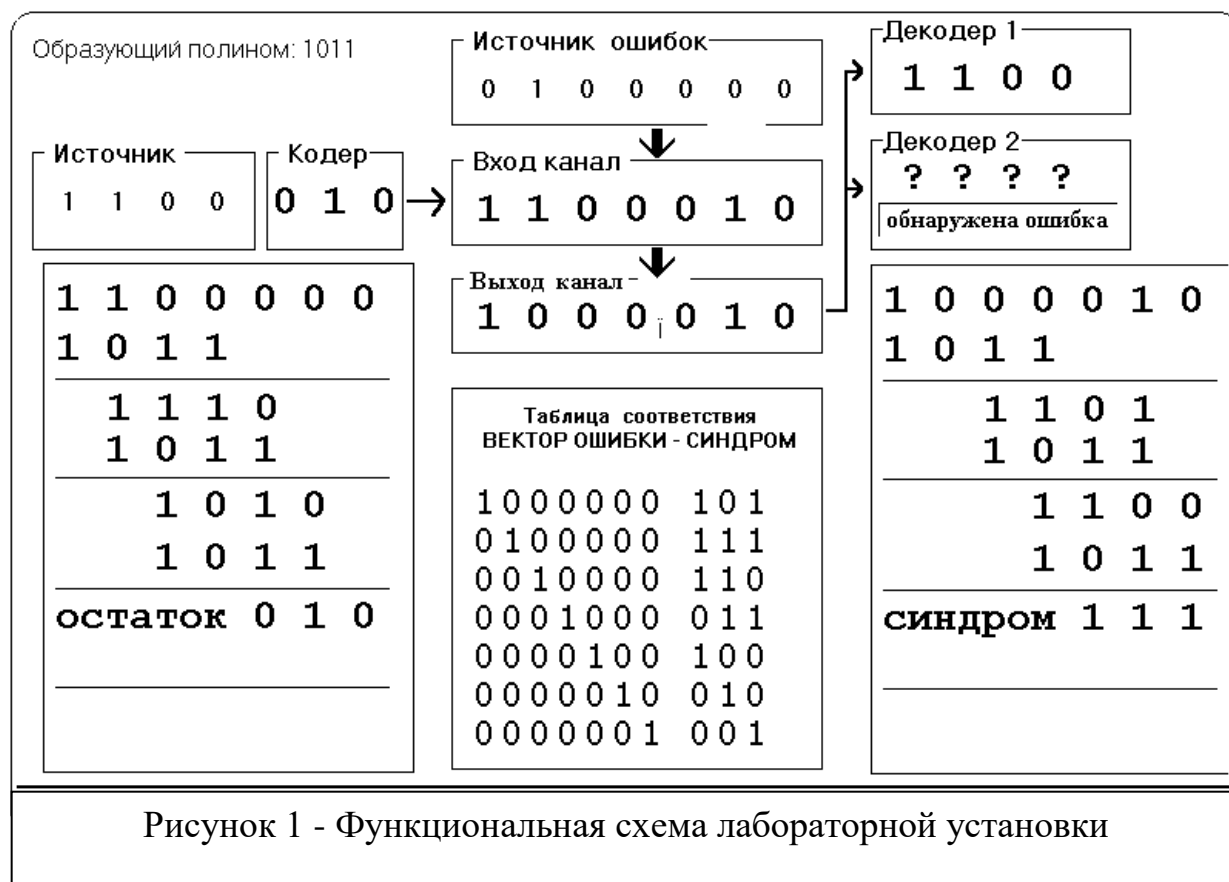 Образующий полином: 1011
Источник ошибок
0 1 0 0 0 0 0
Декодер 1
1 1 0 0
Источник
1 1 0 0
Кодер
0 1 0
Вход канал
1 1 0 0 0 1 0
Декодер 2
? ? ? ?
обнаружена ошибка
Выход канал
1 0 0 0 ї 0 1 0
1 1 0 0 0 0 0
1 0 1 1
1 1 1 0
1 0 1 1
1 0 1 0
1 0 1 1
остаток 0 1 0
Таблица соответствия
ВЕКТОР ОШИБКИ - СИНДРОМ
1000000 101
0100000 111
0010000 110
0001000 011
0000100 100
0000010 010
0000001 001
1 0 0 0 0 1 0
1 0 1 1
1 1 0 1
1 0 1 1
1 1 0 0
1 0 1 1
синдром 1 1 1
Рисунок 1 - Функциональная схема лабораторной установки